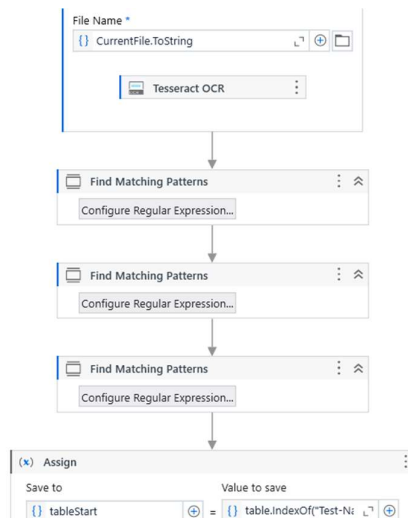 File Name *
{} CurrentFile.ToString
Tesseract OCR
Find Matching Patterns
Configure Regular Expression...
Find Matching Patterns
Configure Regular Expression...
Find Matching Patterns
Configure Regular Expression...
(x) Assign
Save to Value to save
{} tableStart = {} table.IndexOf("Test-Na